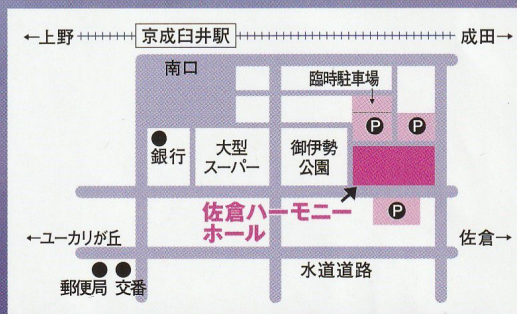 ←上野
京成臼井駅
成田→
南口
臨時駐車場
P
P
銀行
大型
スーパー
御伊勢
公園
佐倉ハーモニー
ホール
P
←ユーカリが丘
佐倉→
郵便局
交番
水道道路